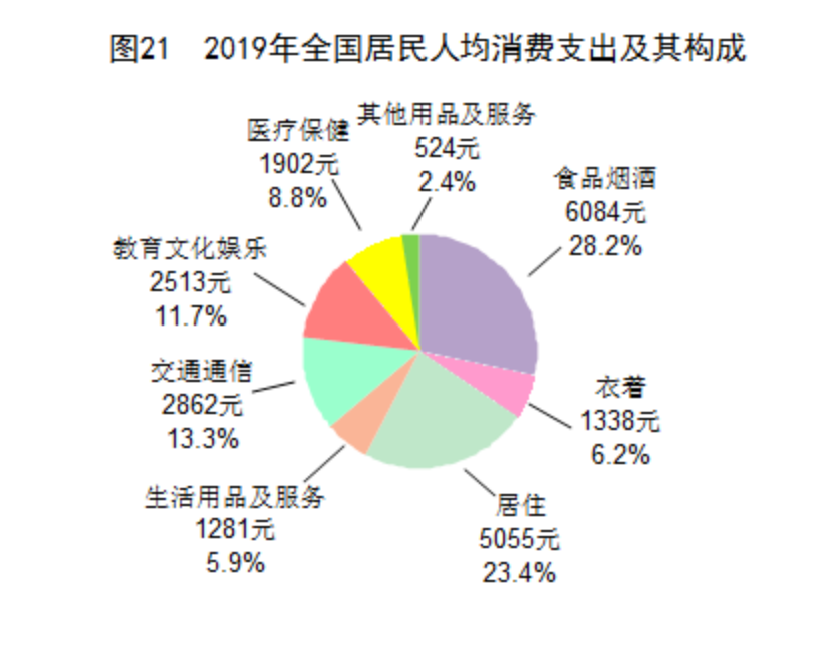 图21 2019年全国居民人均消费支出及其构成
其他用品及服务
524元
2.4%
医疗保健
1902元
8.8%
食品烟酒
6084元
28.2%
教育文化娱乐
2513元
11.7%
交通通信
2862元
13.3%
衣着
1338元
6.2%
生活用品及服务
1281元
5.9%
居住
5055元
23.4%